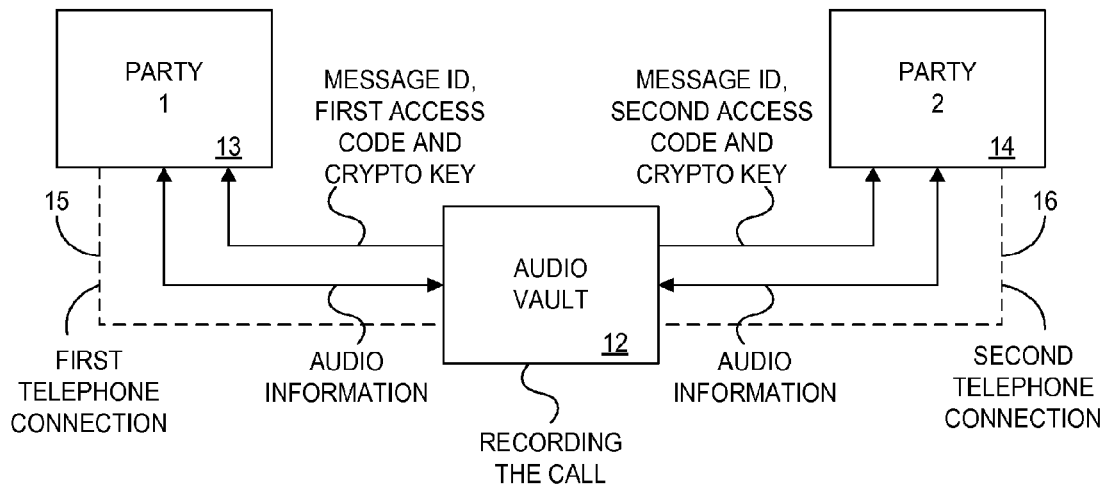 PARTY
1
13
MESSAGE ID,
FIRST ACCESS
CODE AND
CRYPTO KEY
MESSAGE ID,
SECOND ACCESS
CODE AND
CRYPTO KEY
PARTY
2
14
15
16
AUDIO
VAULT
12
FIRST
TELEPHONE
CONNECTION
AUDIO
INFORMATION
AUDIO
INFORMATION
SECOND
TELEPHONE
CONNECTION
RECORDING
THE CALL